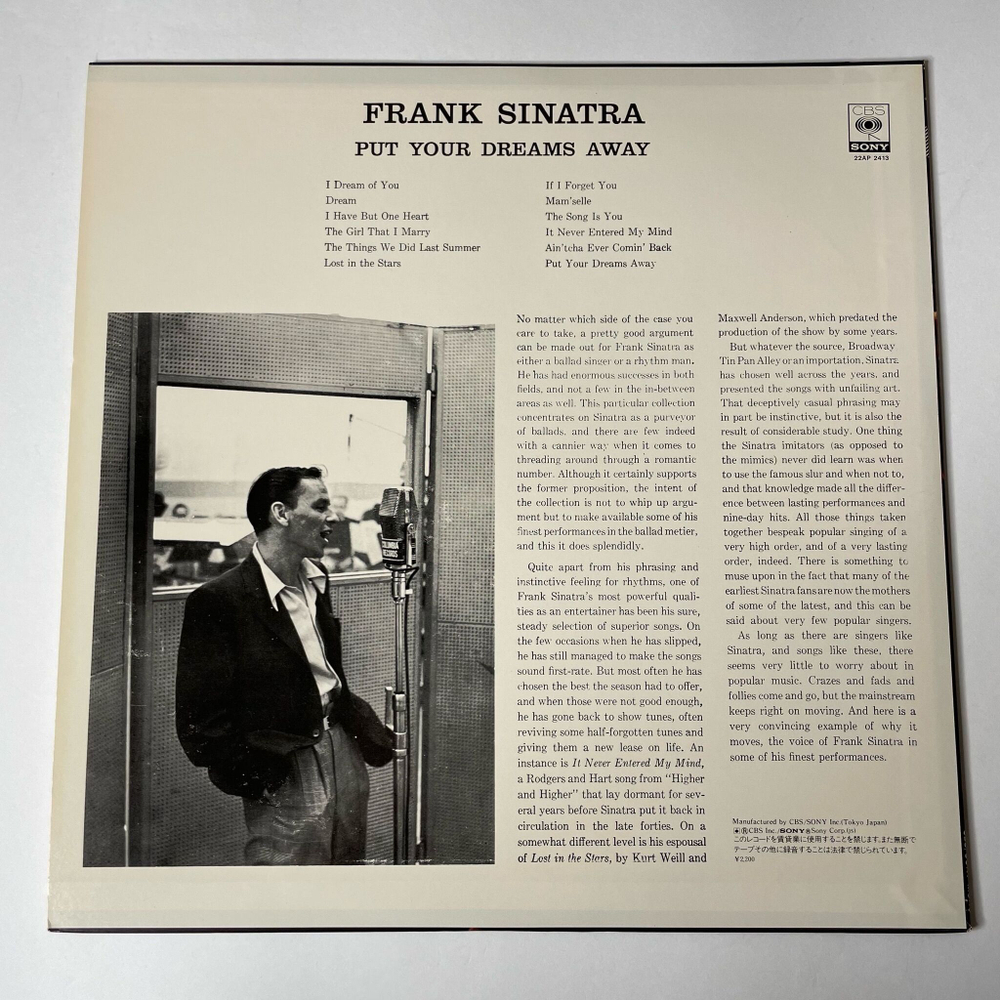 FRANK SINATRA
PUT YOUR DREAMS AWAY
CBS
SONY
22AP 2413
I Dream of You
Dream
I Have But One Heart
The Girl That I Marry
The Things We Did Last Summer
Lost in the Stars
If I Forget You
Mam'selle
The Song Is You
It Never Entered My Mind
Ain'tcha Ever Comin' Back
Put Your Dreams Away
COLUMBIA
RECORDS
No matter which side of the case you
care to take, a pretty good argument
can be made out for Frank Sinatra as
either a ballad singer or a rhythm man.
He has had enormous successes in both
fields, and not a few in the in-between
areas as well. This particular collection
concentrates on Sinatra as a purveyor
of ballads, and there are few indeed
with a cannier way when it comes to
threading around through a romantic
number. Although it certainly supports
the former proposition, the intent of
the collection is not to whip up argu-
ment but to make available some of his
finest performances in the ballad metier,
and this it does splendidly.
Quite apart from his phrasing and
instinctive feeling for rhythms, one of
Frank Sinatra's most powerful quali-
ties as an entertainer has been his sure,
steady selection of superior songs. On
the few occasions when he has slipped,
he has still managed to make the songs
sound first-rate. But most often he has
chosen the best the season had to offer,
and when those were not good enough,
he has gone back to show tunes, often
reviving some half-forgotten tunes and
giving them a new lease on life. An
instance is It Never Entered My Mind,
a Rodgers and Hart song from "Higher
and Higher" that lay dormant for sev-
eral years before Sinatra put it back in
circulation in the late forties. On a
somewhat different level is his espousal
of Lost in the Stars, by Kurt Weill and
Maxwell Anderson, which predated the
production of the show by some years.
But whatever the source, Broadway
Tin Pan Alley or an importation, Sinatra
has chosen well across the years, and
presented the songs with unfailing art.
That deceptively casual phrasing may
in part be instinctive, but it is also the
result of considerable study. One thing
the Sinatra imitators (as opposed to
the mimics) never did learn was when
to use the famous slur and when not to,
and that knowledge made all the differ-
ence between lasting performances and
nine-day hits. All those things taken
together bespeak popular singing of a
very high order, and of a very lasting
order, indeed. There is something to
muse upon in the fact that many of the
earliest Sinatra fans are now the mothers
of some of the latest, and this can be
said about very few popular singers.
As long as there are singers like
Sinatra, and songs like these, there
seems very little to worry about in
popular music. Crazes and fads and
follies come and go, but the mainstream
keeps right on moving. And here is a
very convincing example of why it
moves, the voice of Frank Sinatra in
some of his finest performances.
Manufactured by CBS/SONY Inc.(Tokyo Japan)
CBS Inc./SONY Sony Corp.
このレコードを賃貸業に使用することを禁じます。また無断で
テープその他に録音することは法律で禁じられています。
¥2,200